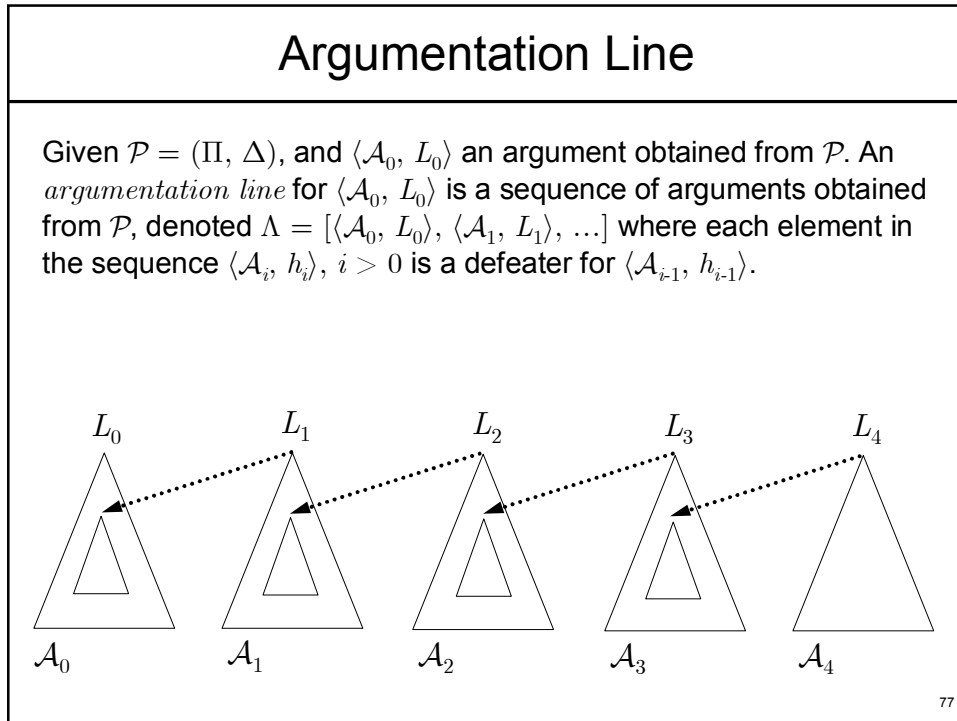 Argumentation Line
Given 𝒫 = (Π, Δ), and ⟨𝒜₀, L₀⟩ an argument obtained from 𝒫. An
argumentation line for ⟨𝒜₀, L₀⟩ is a sequence of arguments obtained
from 𝒫, denoted Λ = [⟨𝒜₀, L₀⟩, ⟨𝒜₁, L₁⟩, ...] where each element in
the sequence ⟨𝒜ᵢ, hᵢ⟩, i > 0 is a defeater for ⟨𝒜ᵢ₋₁, hᵢ₋₁⟩.
L₀ L₁ L₂ L₃ L₄
𝒜₀ 𝒜₁ 𝒜₂ 𝒜₃ 𝒜₄
77